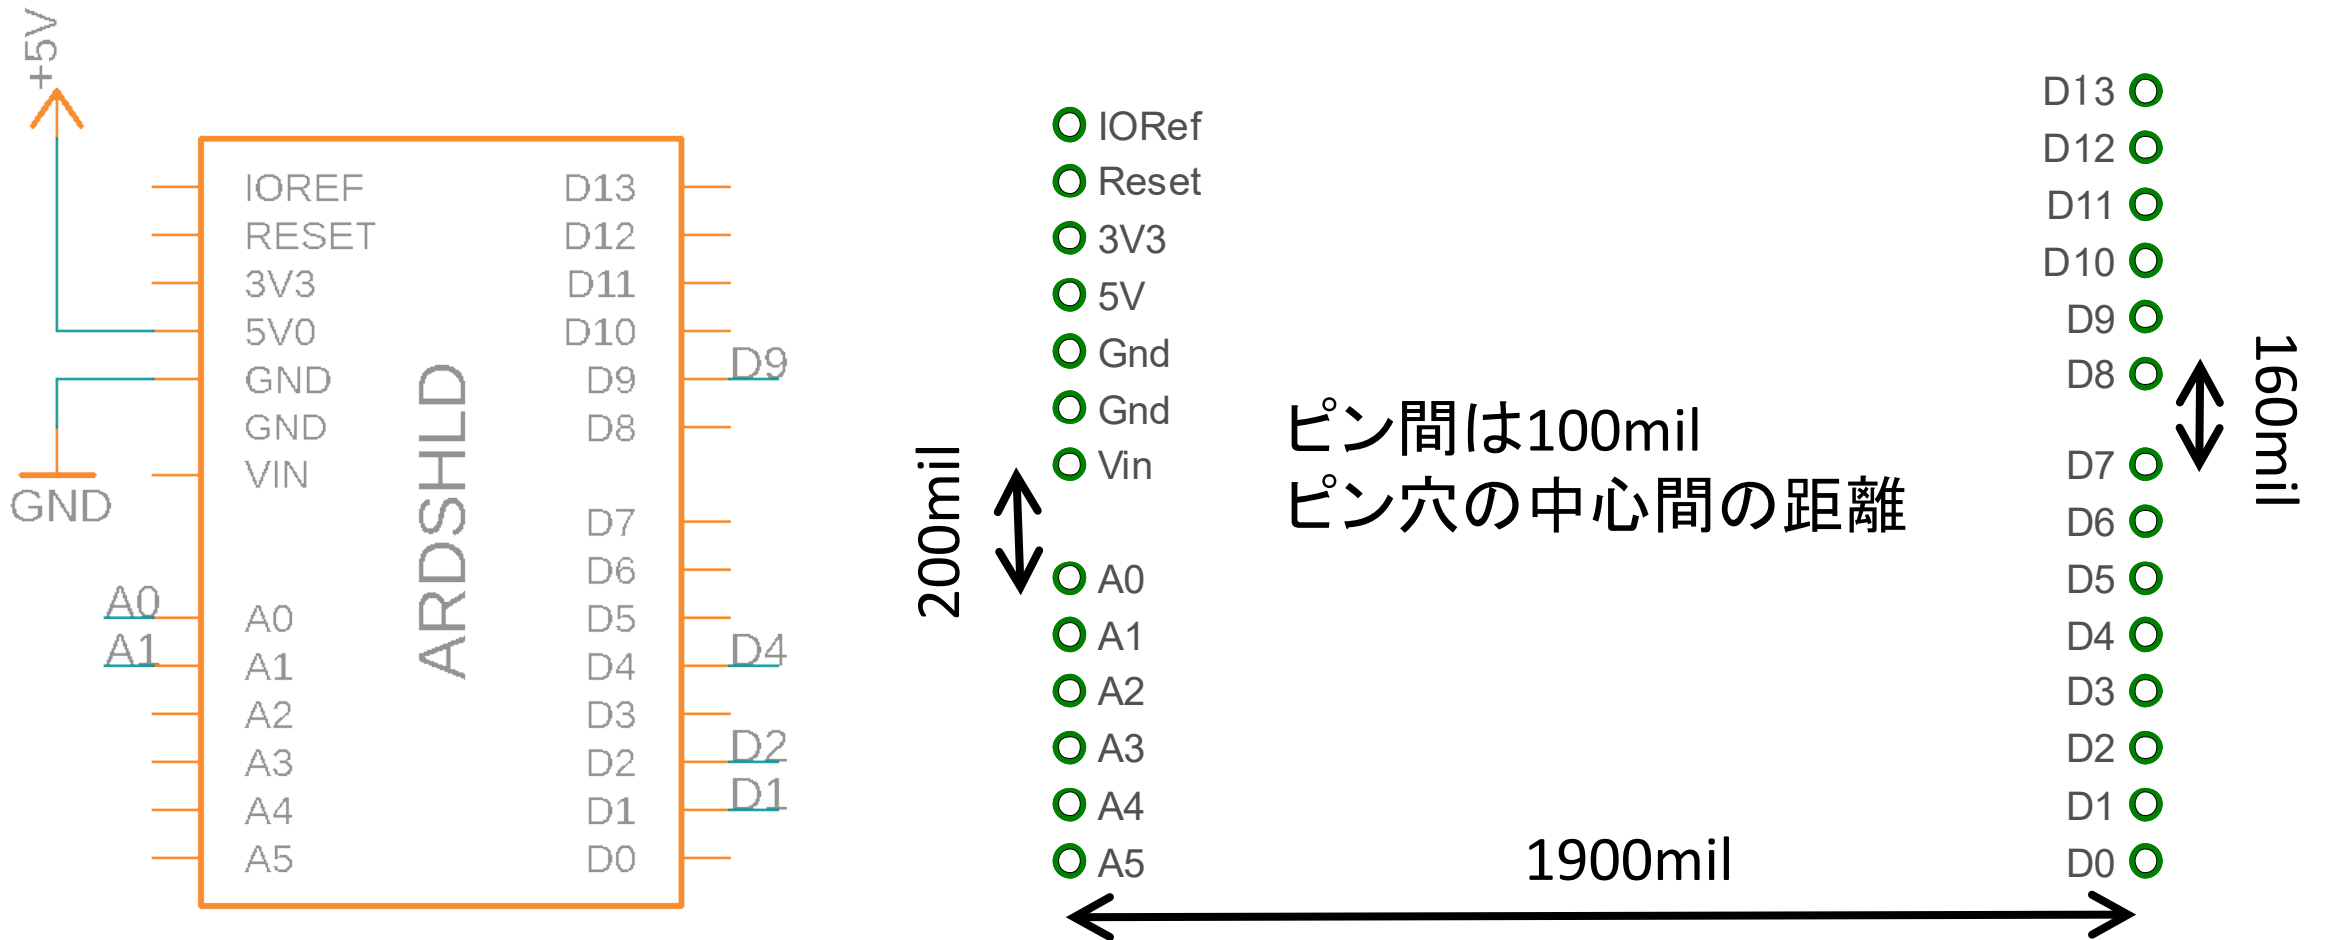 +5V
IOREF
RESET
3V3
5V0
GND
GND
VIN
A0
A1
A2
A3
A4
A5
D13
D12
D11
D10
D9
D8
D7
D6
D5
D4
D3
D2
D1
D0
ARDSHLD
GND
A0
A1
D9
D4
D2
D1
IORef
Reset
3V3
5V
Gnd
Gnd
Vin
A0
A1
A2
A3
A4
A5
2000mil
ピン間は100mil
ピン穴の中心間の距離
1900mil
D13
D12
D11
D10
D9
D8
D7
D6
D5
D4
D3
D2
D1
D0
160mil